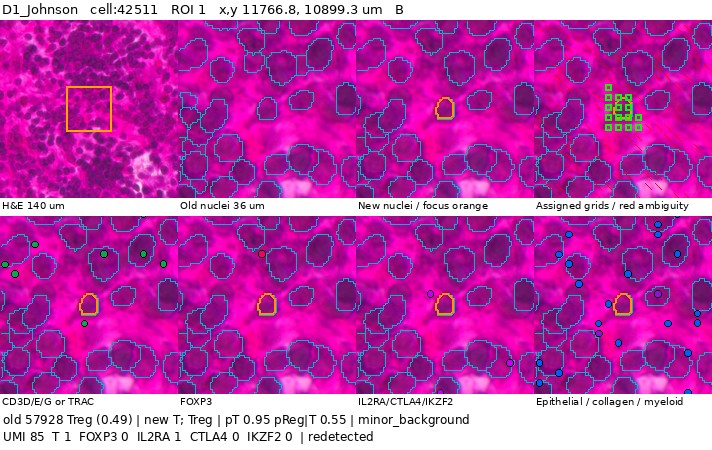 D1_Johnson cell:42511 ROI 1 x,y 11766.8, 10899.3 um B
H&E 140 um
Old nuclei 36 um
New nuclei / focus orange
Assigned grids / red ambiguity
CD3D/E/G or TRAC
FOXP3
IL2RA/CTLA4/IKZF2
Epithelial / collagen / myeloid
old 57928 Treg (0.49) | new T; Treg | pT 0.95 pReg|T 0.55 | minor_background
UMI 85 T 1 FOXP3 0 IL2RA 1 CTLA4 0 IKZF2 0 | redetected